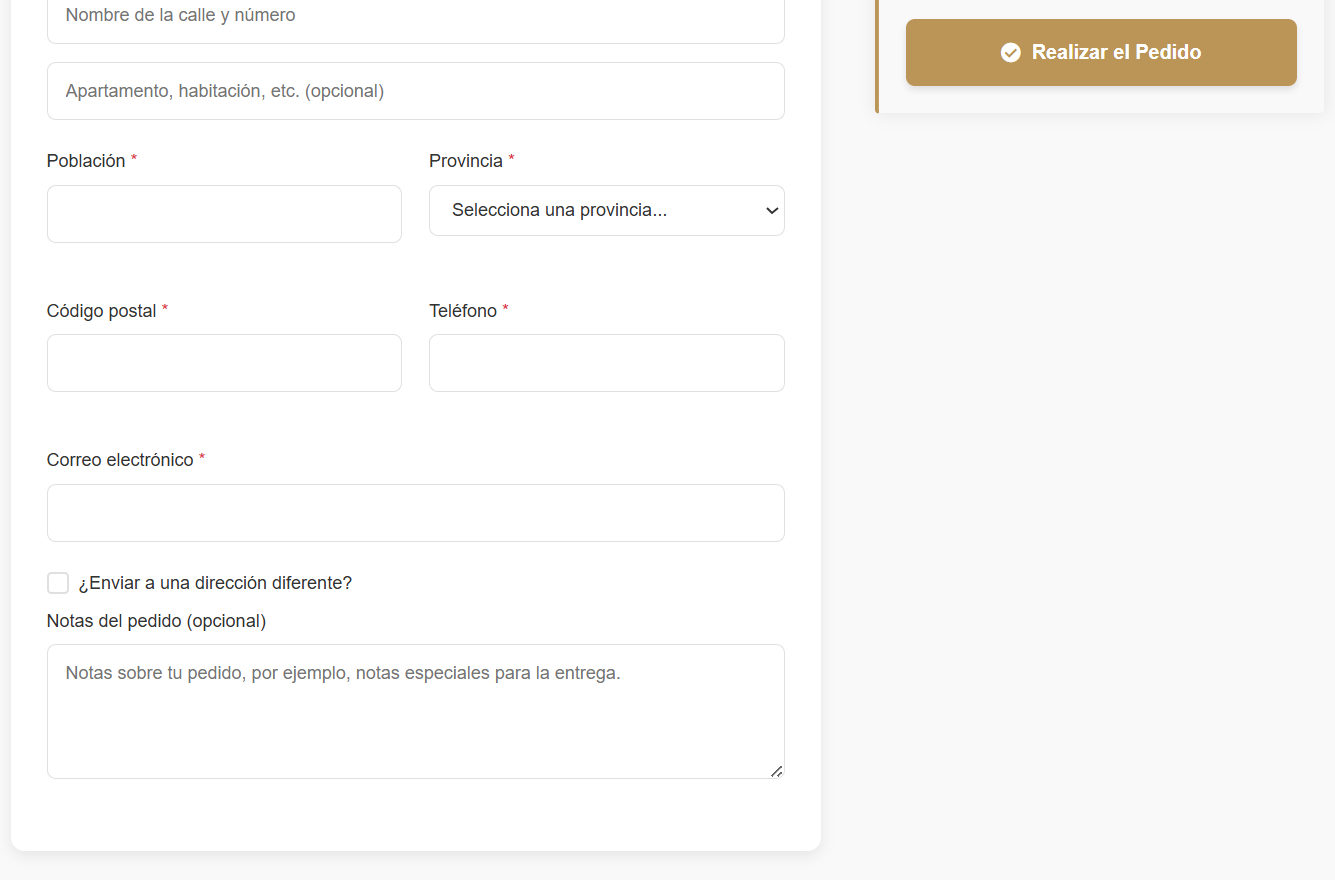 Nombre de la calle y número
Apartamento, habitación, etc. (opcional)
Población *
Provincia *
Selecciona una provincia...
Código postal *
Teléfono *
Correo electrónico *
¿Enviar a una dirección diferente?
Notas del pedido (opcional)
Notas sobre tu pedido, por ejemplo, notas especiales para la entrega.
Realizar el Pedido